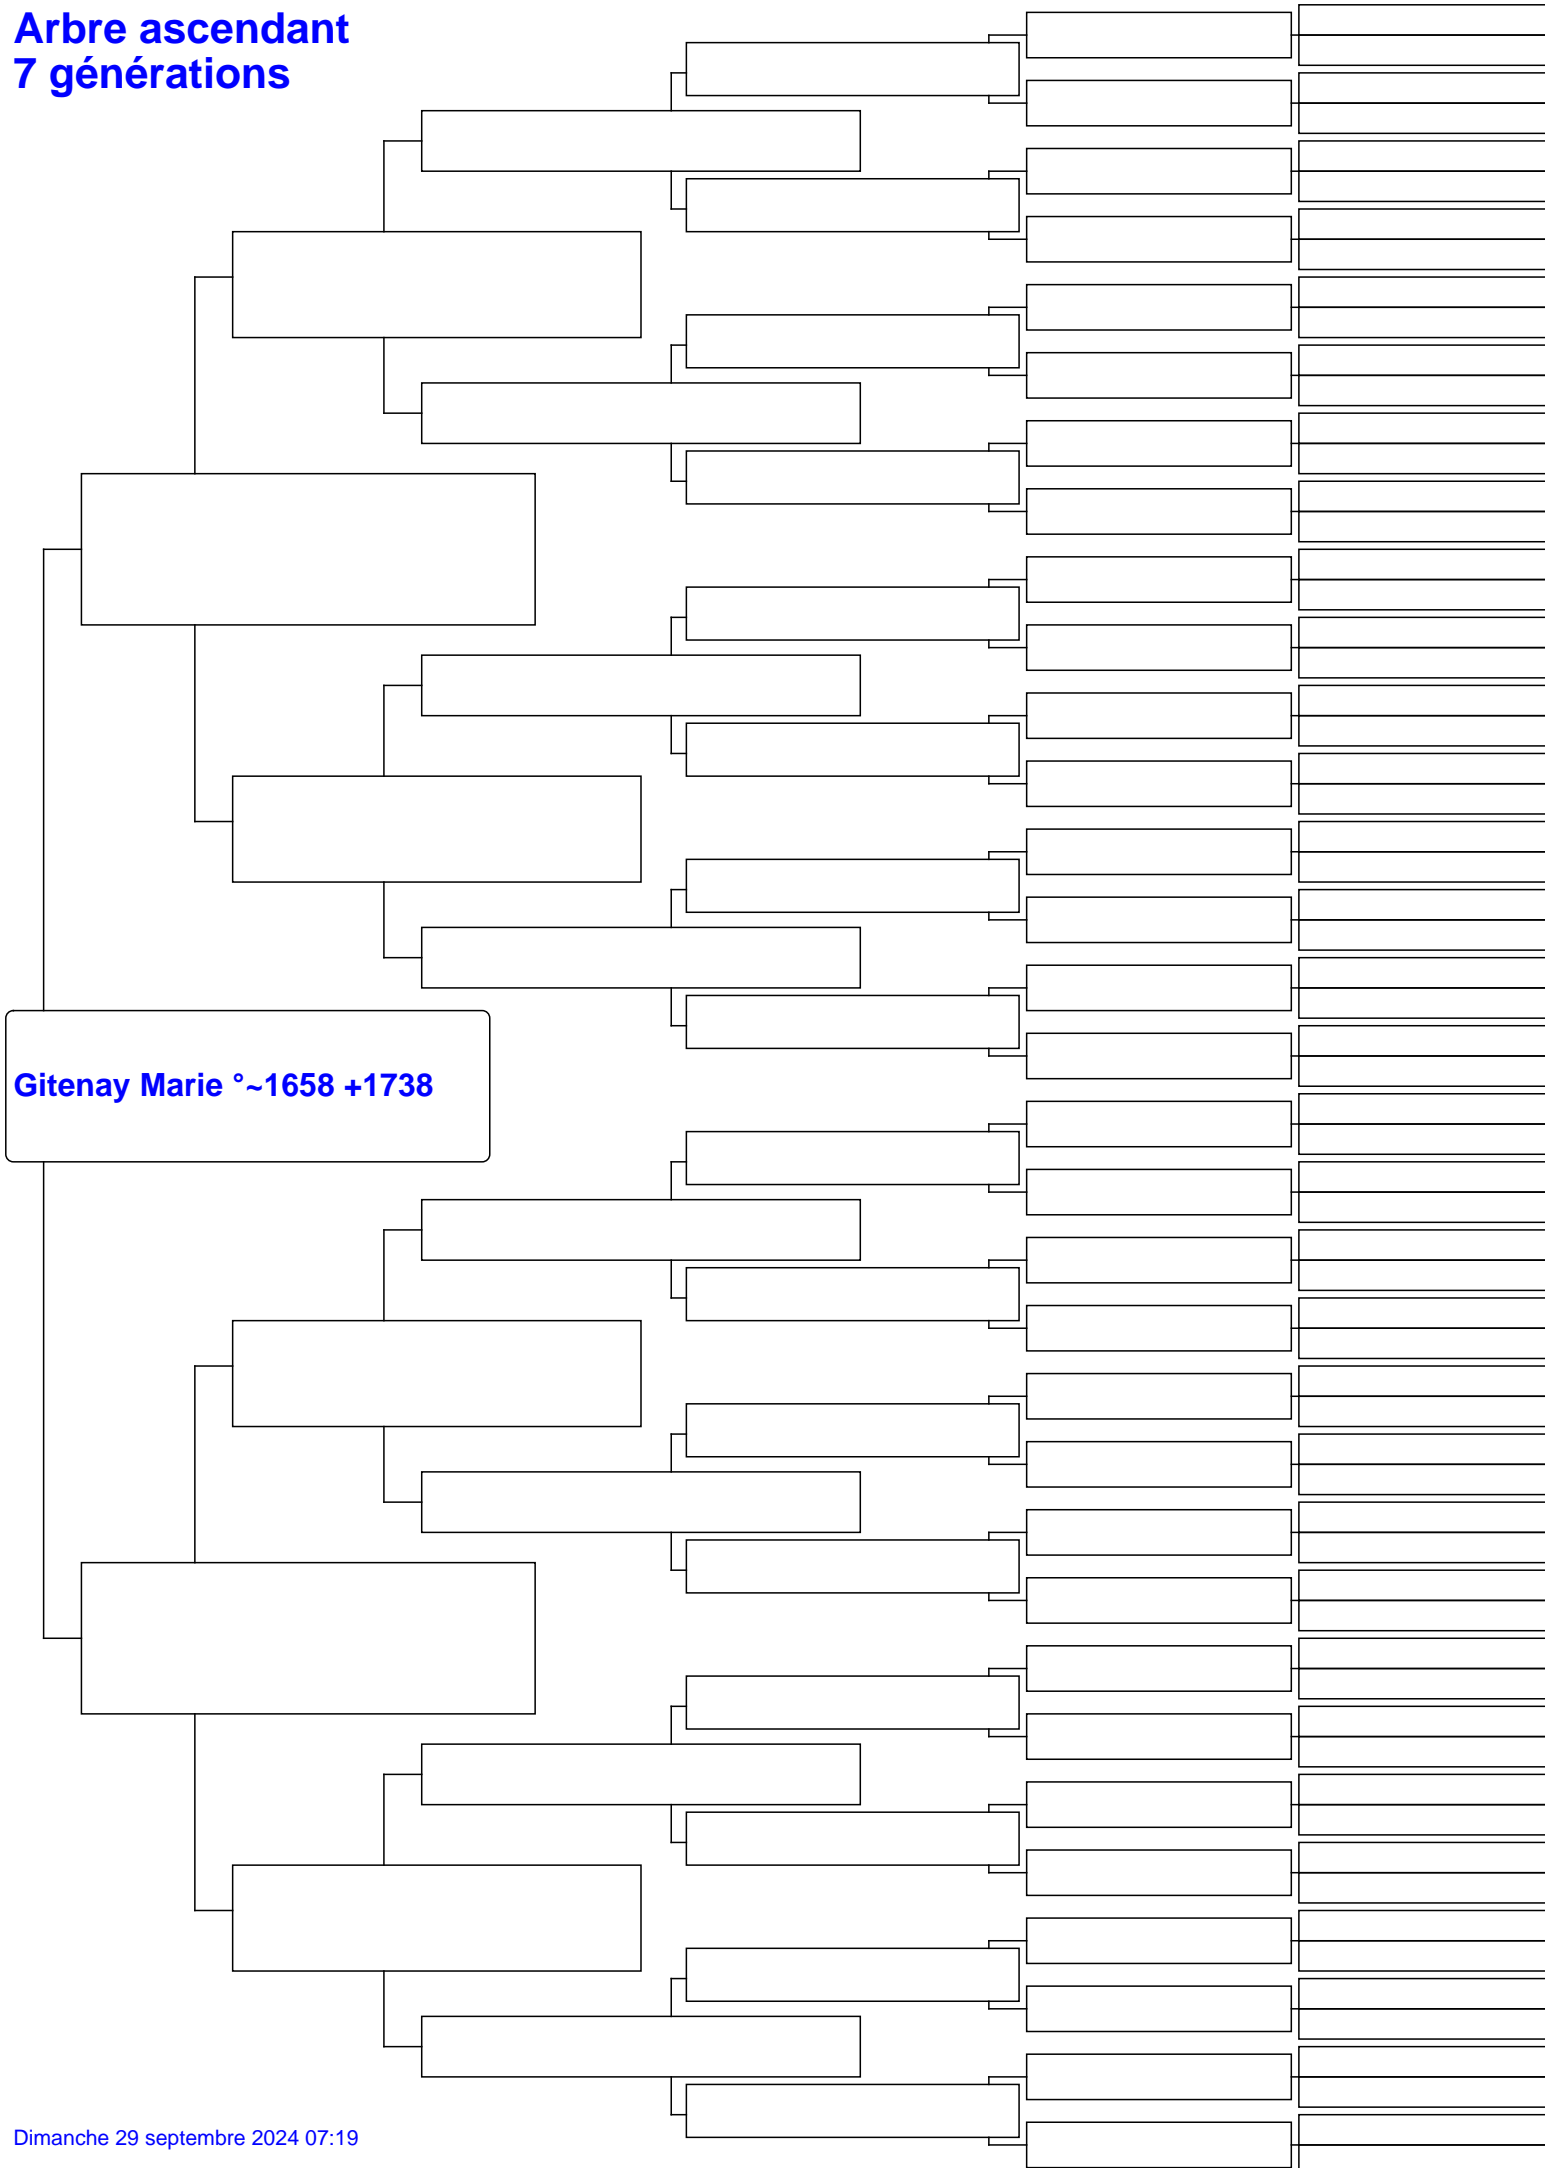 Arbre ascendant
7 générations
Gitenay Marie °~1658 +1738
Dimanche 29 septembre 2024 07:19